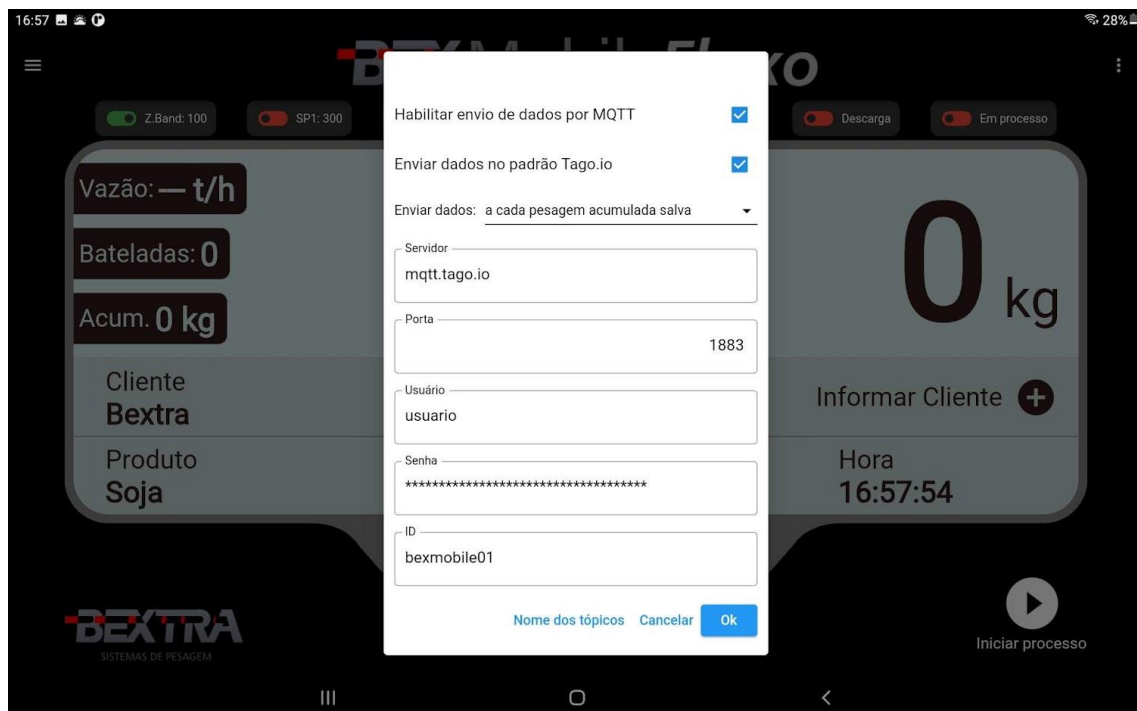 16:57
28%
Z.Band: 100
SP1: 300
Descarga
Em processo
Habilitar envio de dados por MQTT
Enviar dados no padrão Tago.io
Enviar dados: a cada pesagem acumulada salva
Servidor
mqtt.tago.io
Porta
1883
Usuário
usuario
Senha
************************************
ID
bexmobile01
Nome dos tópicos
Cancelar
Ok
Vazão: — t/h
Bateladas: 0
Acum. 0 kg
0 kg
Cliente
Bextra
Informar Cliente
Produto
Soja
Hora
16:57:54
BEXTRA
SISTEMAS DE PESAGEM
Iniciar processo